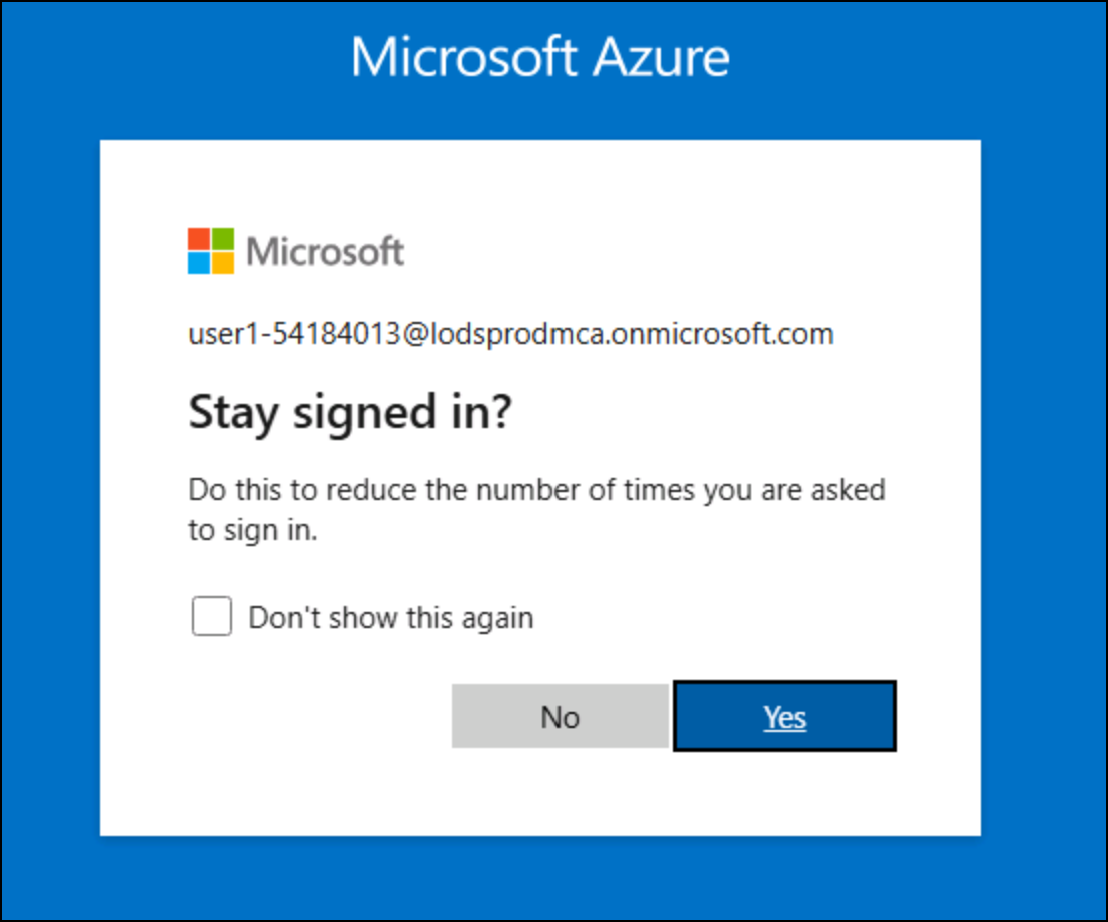 Microsoft Azure
Microsoft
user1-54184013@lodsprodmca.onmicrosoft.com
Stay signed in?
Do this to reduce the number of times you are asked
to sign in.
Don't show this again
No
Yes